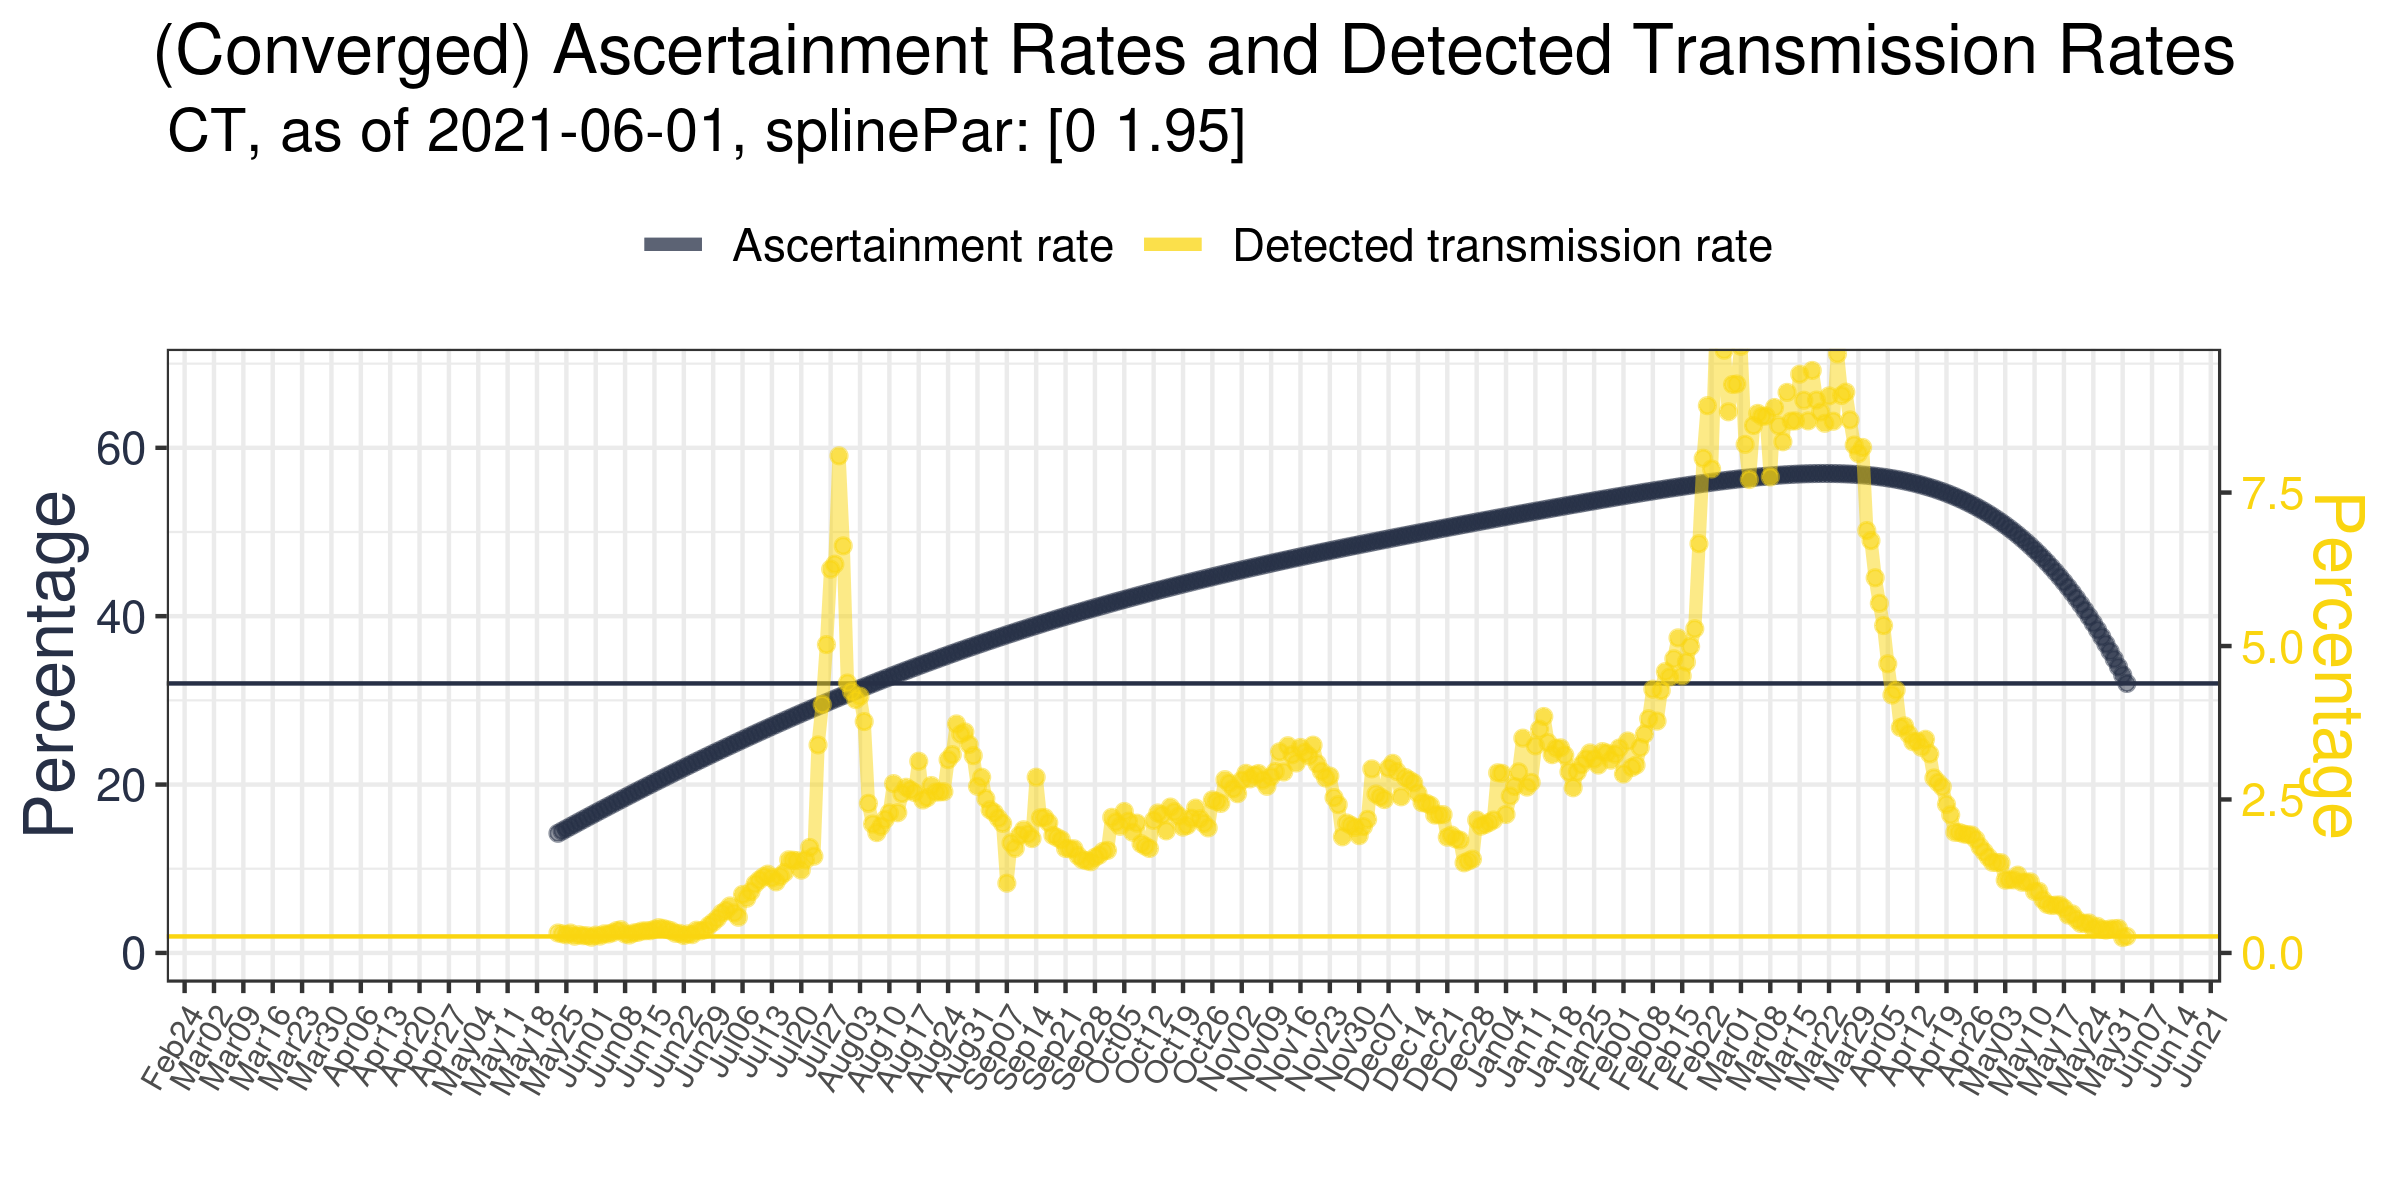 (Converged) Ascertainment Rates and Detected Transmission Rates
CT, as of 2021-06-01, splinePar: [0 1.95]
Ascertainment rate
Detected transmission rate
Percentage
60
40
20
0
7.5
5.0
2.5
0.0
Percentage
Feb24
Mar02
Mar09
Mar16
Mar23
Mar30
Apr06
Apr13
Apr20
Apr27
May04
May11
May18
May25
Jun01
Jun08
Jun15
Jun22
Jun29
Jul06
Jul13
Jul20
Jul27
Aug03
Aug10
Aug17
Aug24
Aug31
Sep07
Sep14
Sep21
Sep28
Oct05
Oct12
Oct19
Oct26
Nov02
Nov09
Nov16
Nov23
Nov30
Dec07
Dec14
Dec21
Dec28
Jan04
Jan11
Jan18
Jan25
Feb01
Feb08
Feb15
Feb22
Mar01
Mar08
Mar15
Mar22
Mar29
Apr05
Apr12
Apr19
Apr26
May03
May10
May17
May24
May31
Jun07
Jun14
Jun21